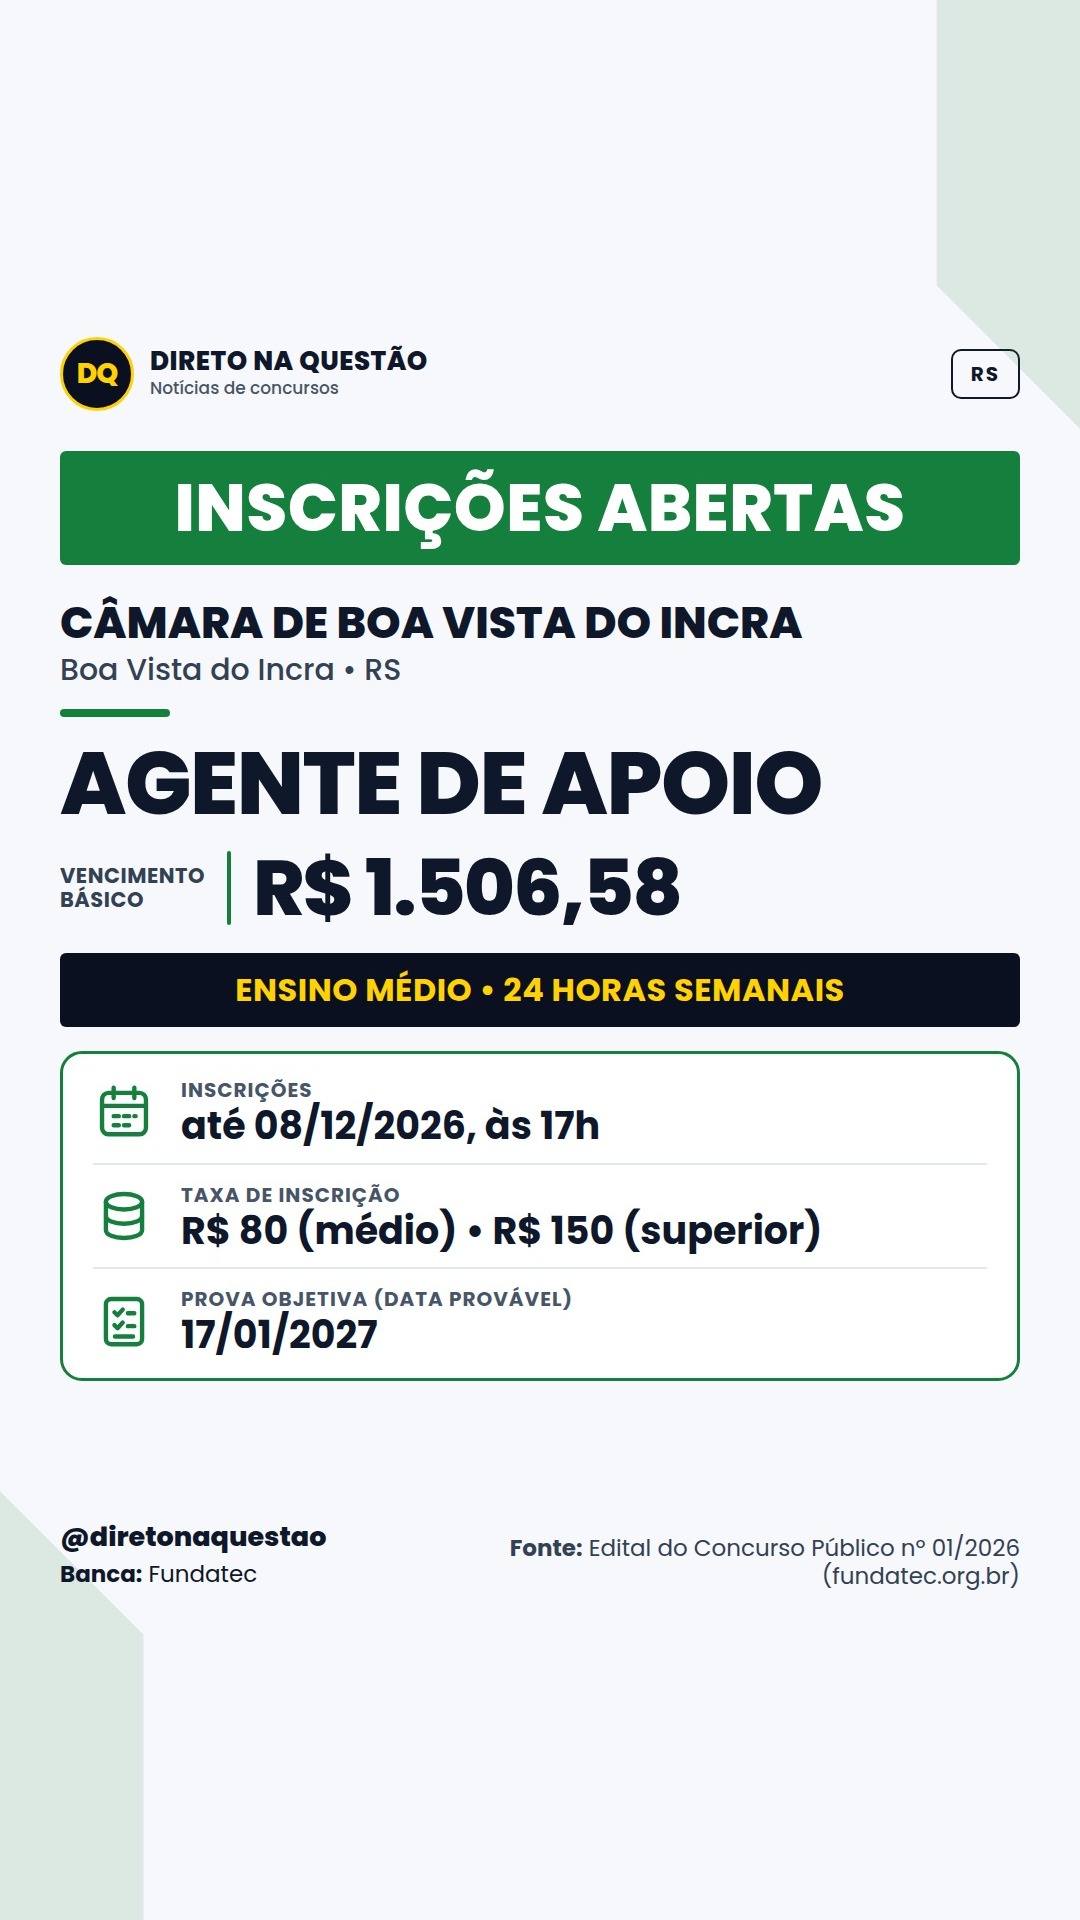 DQ
DIRETO NA QUESTÃO
Notícias de concursos
RS
INSCRIÇÕES ABERTAS
CÂMARA DE BOA VISTA DO INCRA
Boa Vista do Incra • RS
AGENTE DE APOIO
VENCIMENTO
BÁSICO
R$ 1.506,58
ENSINO MÉDIO • 24 HORAS SEMANAIS
INSCRIÇÕES
até 08/12/2026, às 17h
TAXA DE INSCRIÇÃO
R$ 80 (médio) • R$ 150 (superior)
PROVA OBJETIVA (DATA PROVÁVEL)
17/01/2027
@diretonaquestao
Banca: Fundatec
Fonte: Edital do Concurso Público nº 01/2026
(fundatec.org.br)